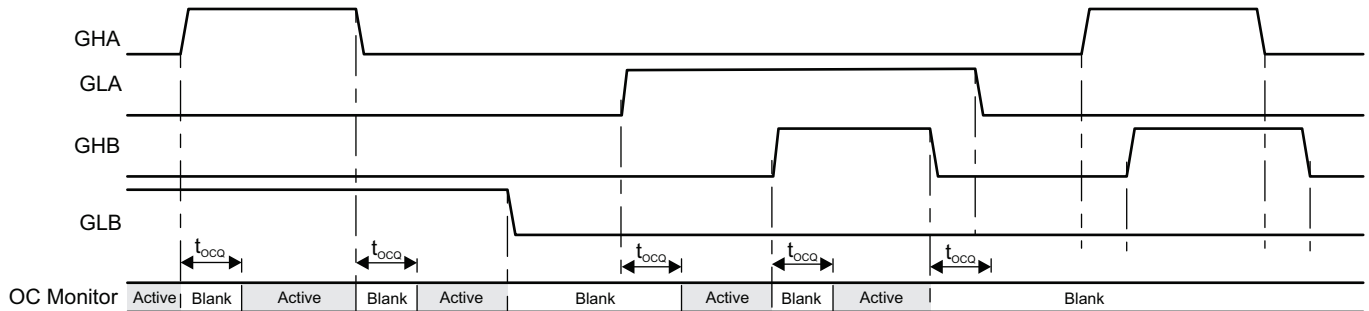 GHA
GLA
GHB
GLB
tOCQ tOCQ tOCQ tOCQ tOCQ
OC Monitor Active Blank Active Blank Active Blank Active Blank Active Blank